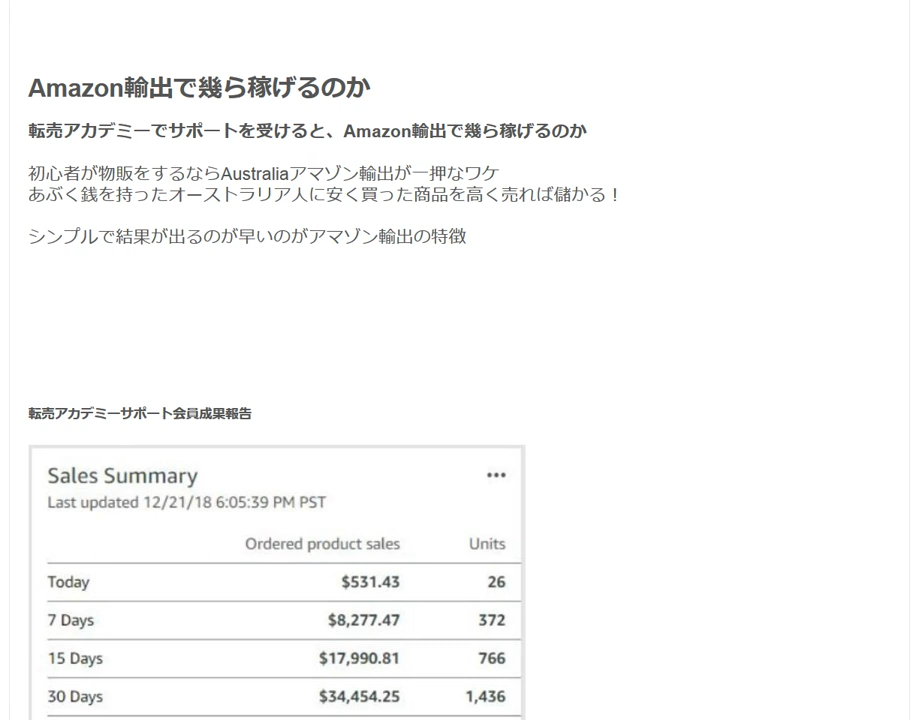 Amazon輸出で幾ら稼げるのか
転売アカデミーでサポートを受けると、Amazon輸出で幾ら稼げるのか
初心者が物販をするならAustraliaアマゾン輸出が一押なワケ
あぶく銭を持ったオーストラリア人に安く買った商品を高く売れば儲かる！
シンプルで結果が出るのが早いのがアマゾン輸出の特徴
転売アカデミーサポート会員成果報告
Sales Summary •••
Last updated 12/21/18 6:05:39 PM PST
Ordered product sales Units
Today $531.43 26
7 Days $8,277.47 372
15 Days $17,990.81 766
30 Days $34,454.25 1,436